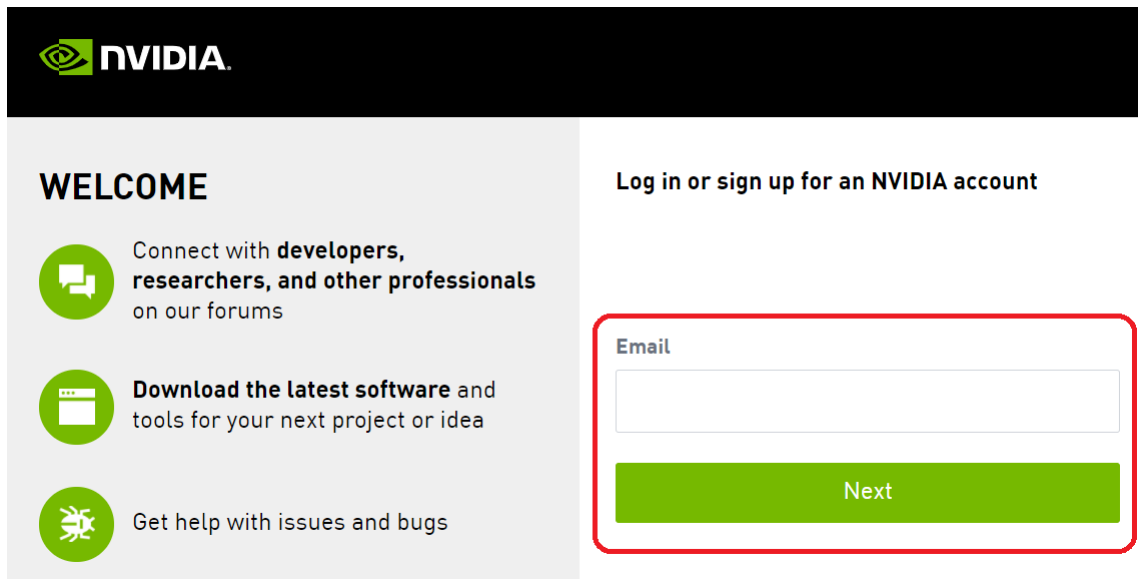 NVIDIA.
WELCOME
Connect with developers,
researchers, and other professionals
on our forums
Download the latest software and
tools for your next project or idea
Get help with issues and bugs
Log in or sign up for an NVIDIA account
Email
Next